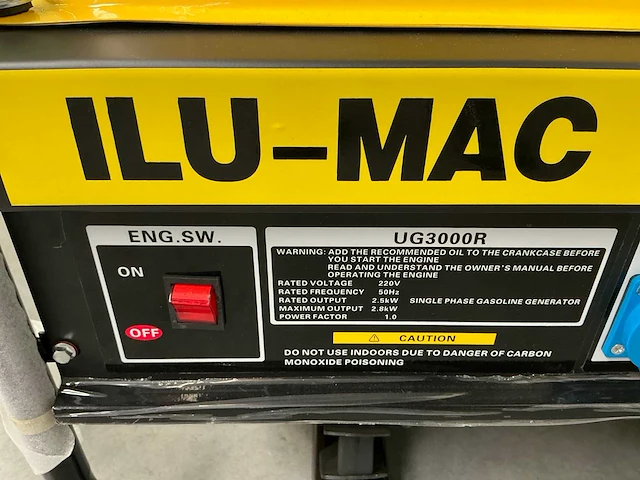 ILU-MAC
ENG.SW.
ON
OFF
UG3000R
WARNING: ADD THE RECOMMENDED OIL TO THE CRANKCASE BEFORE
YOU START THE ENGINE
READ AND UNDERSTAND THE OWNER'S MANUAL BEFORE
OPERATING THE ENGINE
RATED VOLTAGE 220V
RATED FREQUENCY 50Hz
RATED OUTPUT 2.5kW SINGLE PHASE GASOLINE GENERATOR
MAXIMUM OUTPUT 2.8kW
POWER FACTOR 1.0
CAUTION
DO NOT USE INDOORS DUE TO DANGER OF CARBON
MONOXIDE POISONING